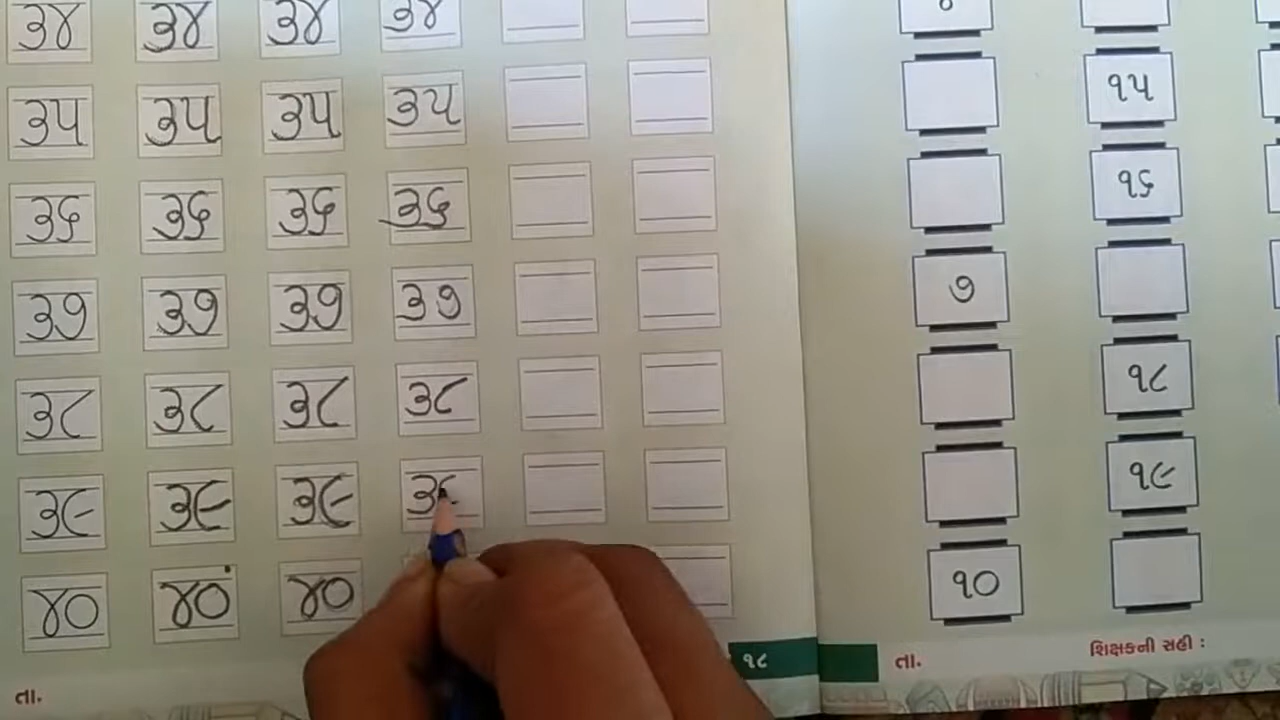 ૩૪ ૩૪ ૩૪ ૩૪
૩૫ ૩૫ ૩૫ ૩૫
૩૬ ૩૬ ૩૬ ૩૬
૩૭ ૩૭ ૩૭ ૩૭
૩૮ ૩૮ ૩૮ ૩૮
૩૯ ૩૯ ૩૯ ૩૯
૪૦ ૪૦ ૪૦
તા.
૧૮
૧૫
૧૬
૭
૧૮
૧૯
૧૦
તા. શિક્ષકની સહી :